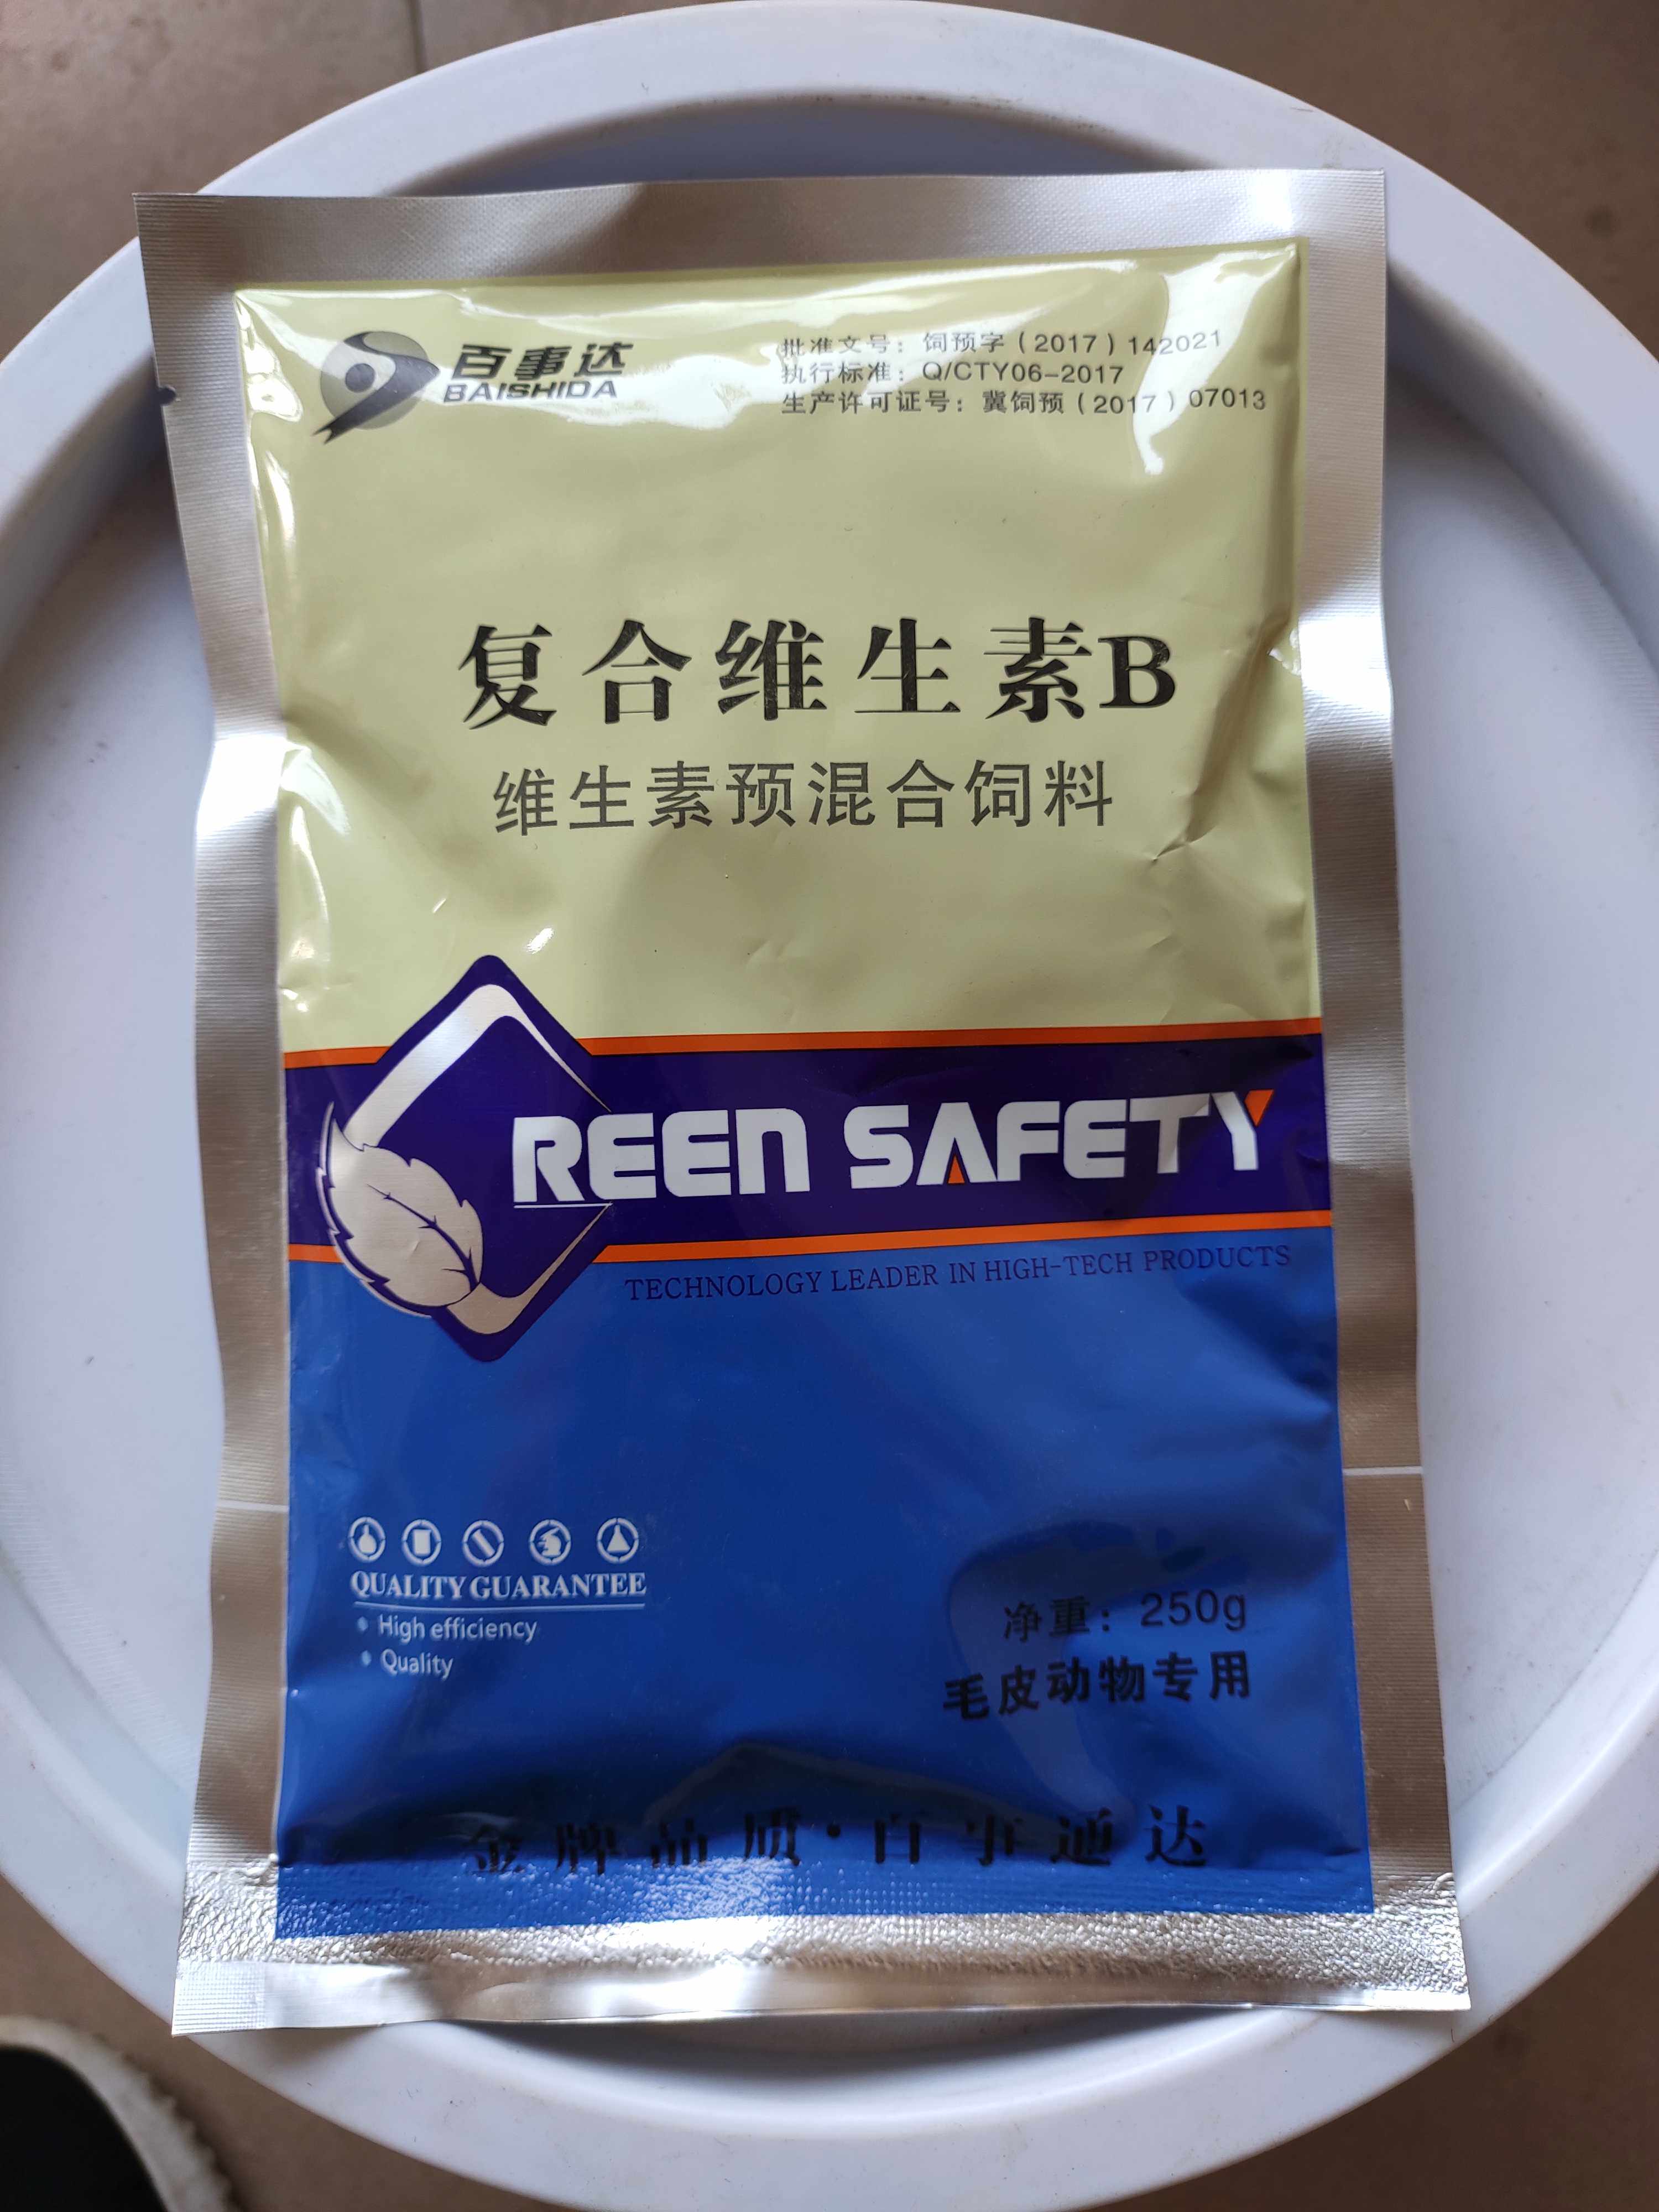 百事达
BAISHIDA
批准文号：饲预字（2017）142021
执行标准：Q/CTY06-2017
生产许可证号：冀饲预（2017）07013
复合维生素B
维生素预混合饲料
REEN SAFETY
TECHNOLOGY LEADER IN HIGH-TECH PRODUCTS
QUALITY GUARANTEE
• High efficiency
• Quality
净重：250g
毛皮动物专用
金牌品质·百事通达